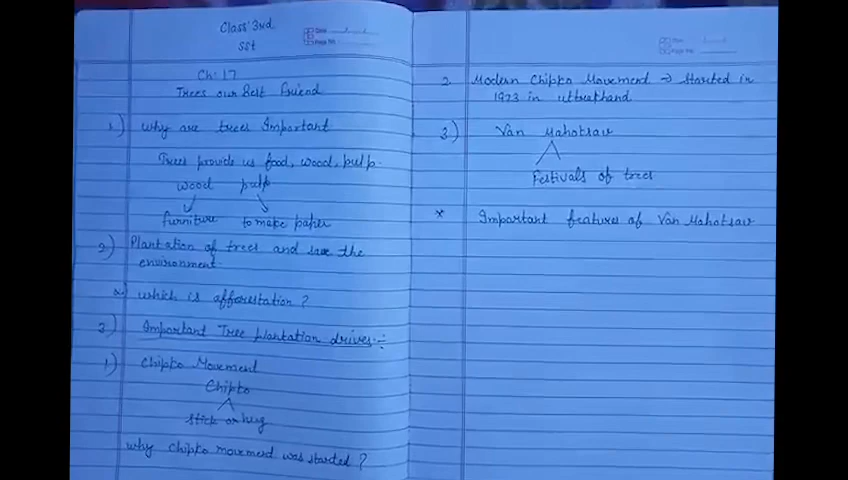 Class 3rd
SSt
Ch: 17
Trees our Best friend
1) why are trees Important
Trees provide us food, wood, pulp.
wood pulp
furniture to make paper
2) Plantation of trees and save the
environment.
which is afforestation?
3) Important Tree plantation drives:-
1) Chipko Movement
Chipko
stick or hug
why chipko movement was started?
2. Modern Chipko Movement → started in
1973 in uttrakhand
3) Van Mahotsav
Festivals of trees
* Important features of Van Mahotsav